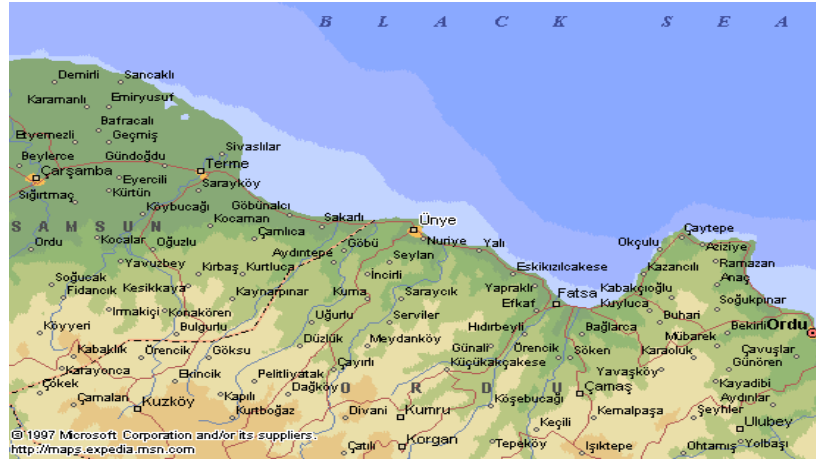 B L A C K S E A
Demirli Sancaklı
Karamanlı Emiryusuf
Bafracalı
Etyemezli Geçmiş
Sivaslılar
Beylerce Gündoğdu
Terme
Çarşamba Eyercili
Sarayköy
Sığırtmaç Kürtün
Köybucağı Göbünalcı
Kocaman Sakarlı Ünye
S A M S U N
Çamlıca
Çaytepe
Ordu Kocalar Oğuzlu Göbü Nuriye Yalı Okçulu Aziziye
Aydıntepe Seylan
Yavuzbey Kırbaş Kurtluca İncirli Eskikızılcakese Kazancılı Ramazan
Soğucak Anaç
Fidancık Kesikkaya Kaynarpınar Kuma Saraycık Yapraklı Fatsa Kabakçıoğlu
Efkaf Kuyluca Soğukpınar
Irmakiçi Konakören Uğurlu Serviler Buhari
Köyyeri Bulgurlu Hıdırbeyli Bağlarca Bekirli Ordu
Düzlük Meydanköy Mübarek
Kabaklık Örencik Göksu Günali Örencik Söken Karaolük Çavuşlar
Çayırlı Küçükakçakese Günören
Karayonca Ekincik Pelitliyatak Yavaşköy
Çökek Dağköy O R D U Çamaş Kayadibi
Çamalan Kuzköy Kapılı Köşebucağı Aydınlar
Kurtboğaz Divani Kumru Kemalpaşa Şeyhler
Keçili Ulubey
© 1997 Microsoft Corporation and/or its suppliers.
Çatılı Korgan Tepeköy Işıktepe Ohtamış Yolbaşı
http://maps.expedia.msn.com